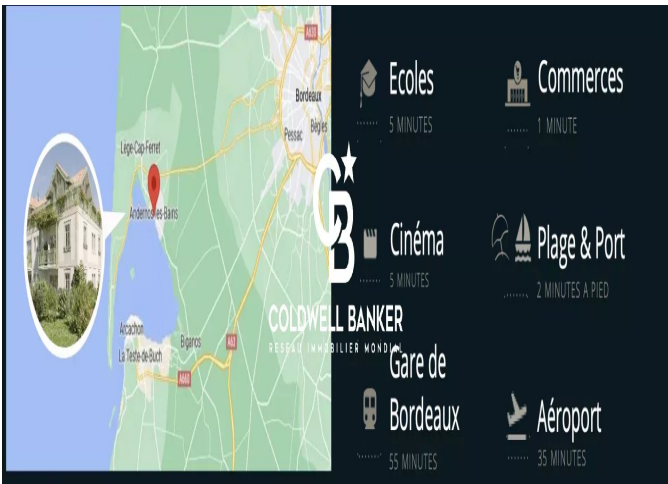 A630
Bordeaux
Pessac
Bègles
Lège-Cap-Ferret
Andernos-les-Bains
Arcachon
La Teste-de-Buch
Biganos
A63
A660
CB
COLDWELL BANKER
RESEAU IMMOBILIER MONDIAL
Ecoles
5 MINUTES
Commerces
1 MINUTE
Cinéma
5 MINUTES
Plage & Port
2 MINUTES A PIED
Gare de
Bordeaux
55 MINUTES
Aéroport
35 MINUTES